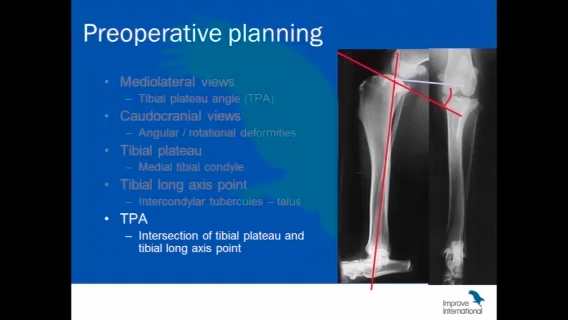 Preoperative planning
• Mediolateral views
– Tibial plateau angle (TPA)
• Caudocranial views
– Angular / rotational deformities
• Tibial plateau
– Medial tibial condyle
• Tibial long axis point
– Intercondylar tubercules – talus
• TPA
– Intersection of tibial plateau and
tibial long axis point
Improve
International